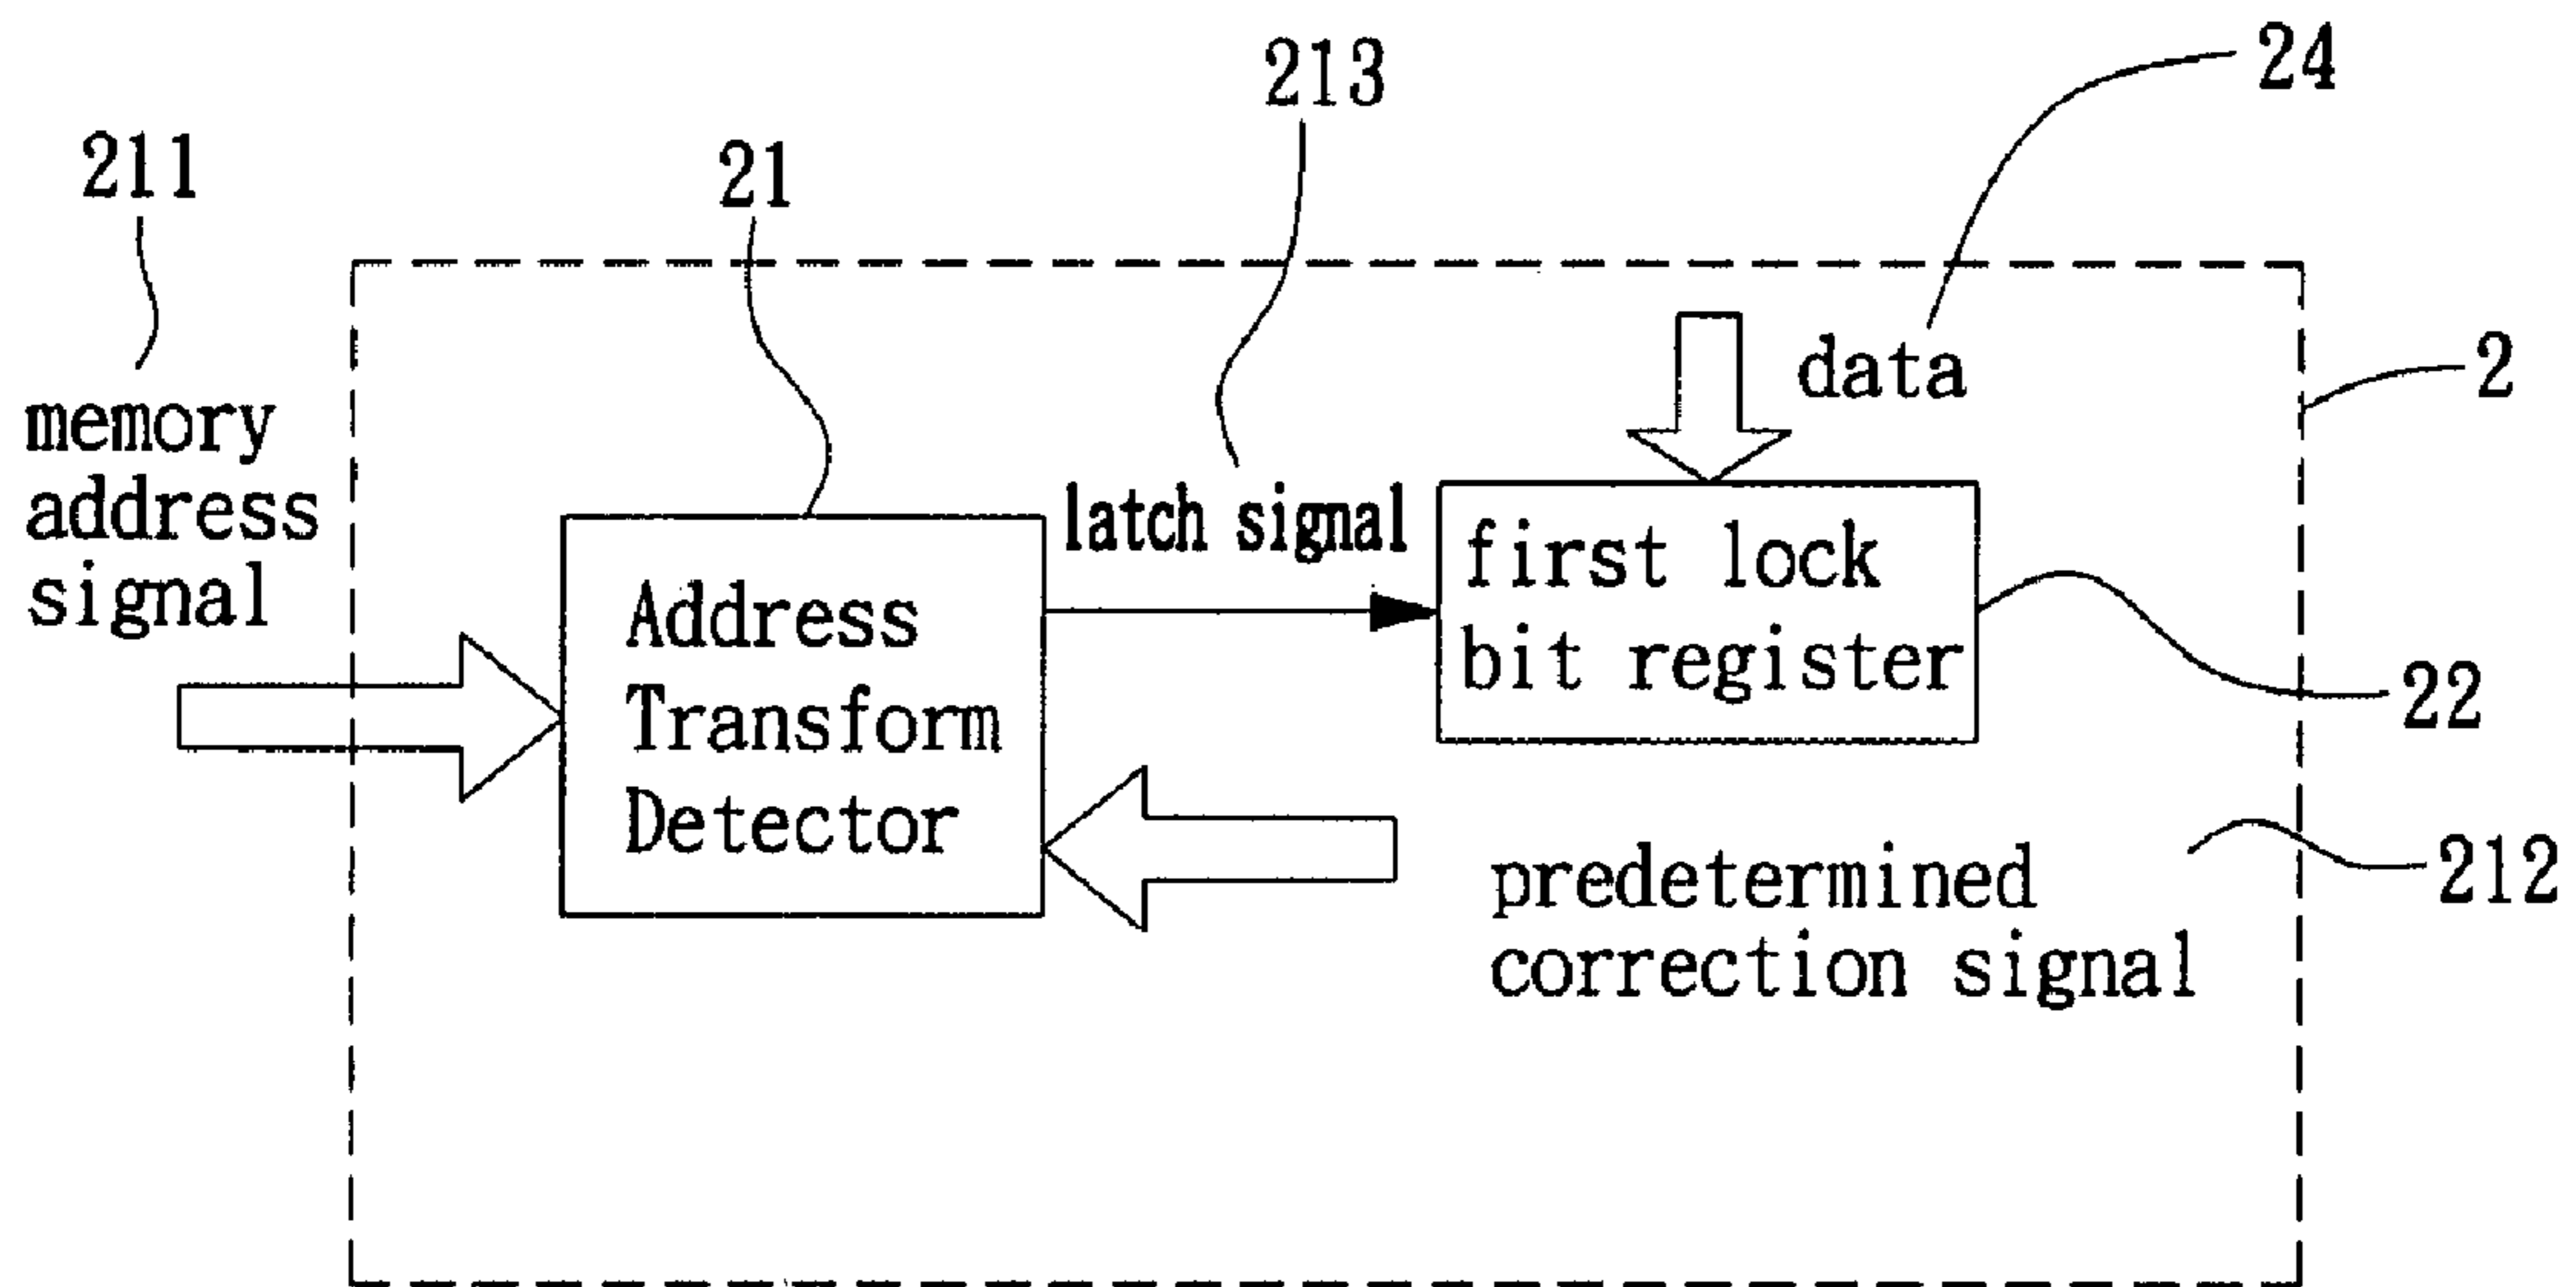 24
213
211
21
memory
address
signal
data
2
latch signal
first lock
bit register
Address
Transform
Detector
22
212
predetermined
correction signal